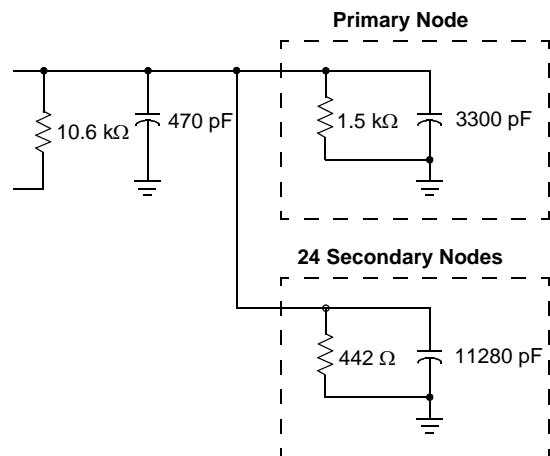 Primary Node
10.6 kΩ
470 pF
1.5 kΩ
3300 pF
24 Secondary Nodes
442 Ω
11280 pF